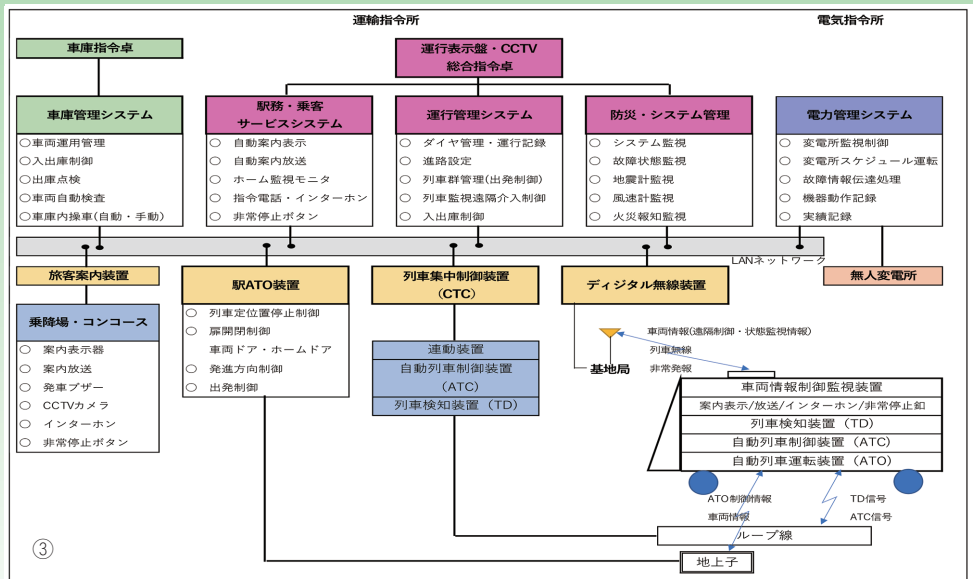 運輸指令所
電気指令所
車庫指令卓
運行表示盤・CCTV
総合指令卓
車庫管理システム
○車両運用管理
○入出庫制御
○出庫点検
○車両自動検査
○車庫内操車(自動・手動)
駅務・乗客
サービスシステム
○ 自動案内表示
○ 自動案内放送
○ ホーム監視モニタ
○ 指令電話・インターホン
○ 非常停止ボタン
運行管理システム
○ ダイヤ管理・運行記録
○ 進路設定
○ 列車群管理(出発制御)
○ 列車監視遠隔介入制御
○ 入出庫制御
防災・システム管理
○ システム監視
○ 故障状態監視
○ 地震計監視
○ 風速計監視
○ 火災報知監視
電力管理システム
○ 変電所監視制御
○ 変電所スケジュール運転
○ 故障情報伝達処理
○ 機器動作記録
○ 実績記録
LANネットワーク
旅客案内装置
乗降場・コンコース
○ 案内表示器
○ 案内放送
○ 発車ブザー
○ CCTVカメラ
○ インターホン
○ 非常停止ボタン
駅ATO装置
○ 列車定位置停止制御
○ 扉開閉制御
車両ドア・ホームドア
○ 発進方向制御
○ 出発制御
列車集中制御装置
(CTC)
連動装置
自動列車制御装置
(ATC)
列車検知装置(TD)
ディジタル無線装置
無人変電所
基地局
車両情報(遠隔制御・状態監視情報)
列車無線
非常発報
車両情報制御監視装置
案内表示/放送/インターホン/非常停止釦
列車検知装置(TD)
自動列車制御装置(ATC)
自動列車運転装置(ATO)
ATO制御情報
車両情報
TD信号
ATC信号
ループ線
地上子
③